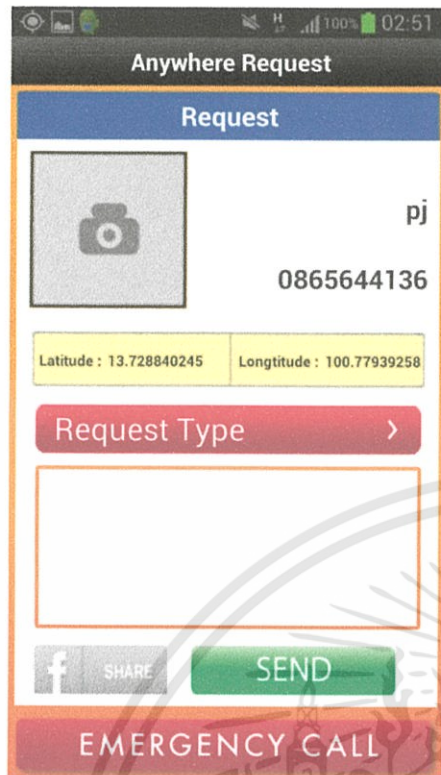 H 100% 02:51
Anywhere Request
Request
pj
0865644136
Latitude : 13.728840245 Longtitude : 100.77939258
Request Type >
f SHARE SEND
EMERGENCY CALL